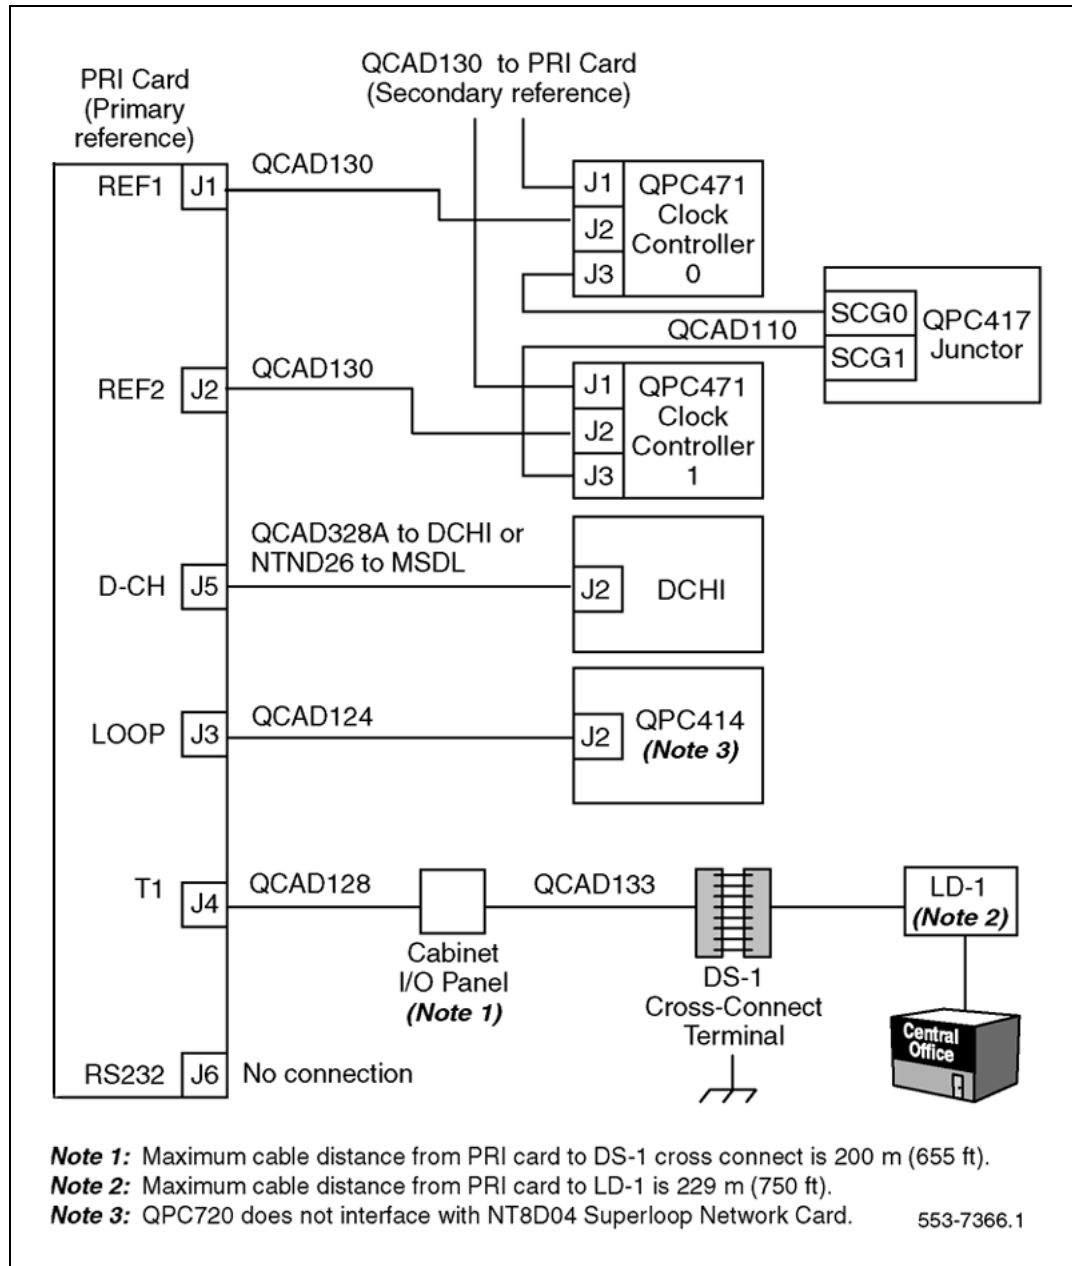 QCAD130 to PRI Card
(Secondary reference)
PRI Card
(Primary
reference)
REF1 J1
QCAD130
J1
J2
J3
QPC471
Clock
Controller
0
SCG0
SCG1
QPC417
Junctor
QCAD110
REF2 J2
QCAD130
J1
J2
J3
QPC471
Clock
Controller
1
D-CH J5
QCAD328A to DCHI or
NTND26 to MSDL
J2 DCHI
LOOP J3
QCAD124
J2
QPC414
(Note 3)
T1 J4
QCAD128
Cabinet
I/O Panel
(Note 1)
QCAD133
DS-1
Cross-Connect
Terminal
LD-1
(Note 2)
Central
Office
RS232 J6 No connection
Note 1: Maximum cable distance from PRI card to DS-1 cross connect is 200 m (655 ft).
Note 2: Maximum cable distance from PRI card to LD-1 is 229 m (750 ft).
Note 3: QPC720 does not interface with NT8D04 Superloop Network Card.
553-7366.1